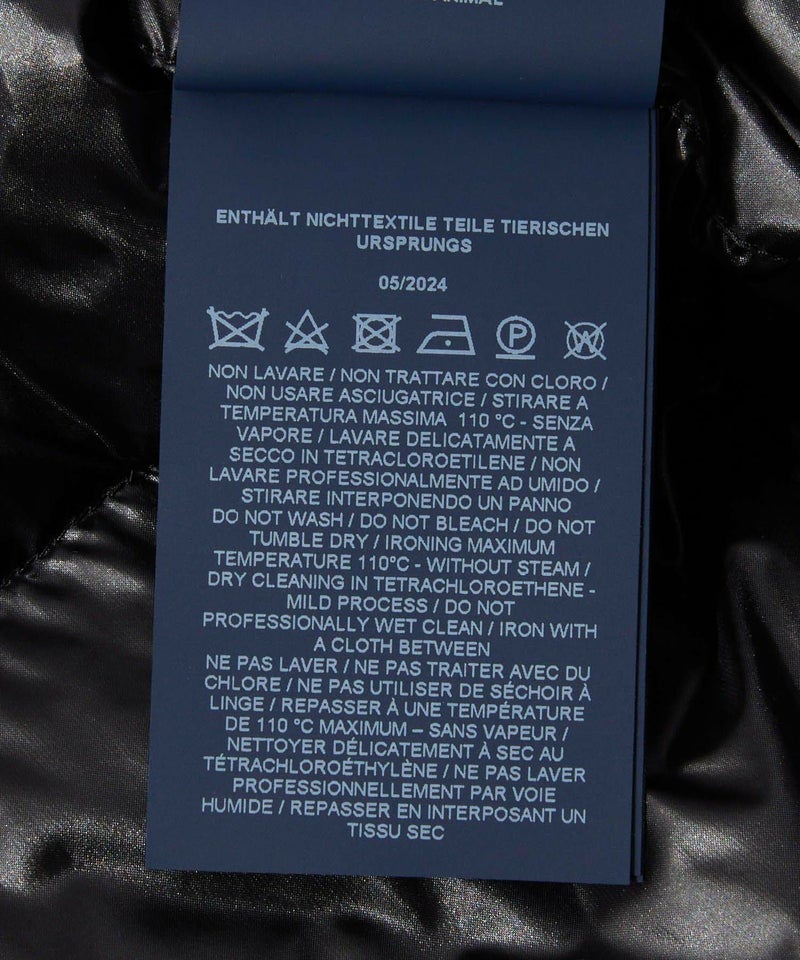 ANIMAL
ENTHÄLT NICHTTEXTILE TEILE TIERISCHEN
URSPRUNGS
05/2024
P W
NON LAVARE / NON TRATTARE CON CLORO /
NON USARE ASCIUGATRICE / STIRARE A
TEMPERATURA MASSIMA 110 °C - SENZA
VAPORE / LAVARE DELICATAMENTE A
SECCO IN TETRACLOROETILENE / NON
LAVARE PROFESSIONALMENTE AD UMIDO /
STIRARE INTERPONENDO UN PANNO
DO NOT WASH / DO NOT BLEACH / DO NOT
TUMBLE DRY / IRONING MAXIMUM
TEMPERATURE 110°C - WITHOUT STEAM /
DRY CLEANING IN TETRACHLOROETHENE -
MILD PROCESS / DO NOT
PROFESSIONALLY WET CLEAN / IRON WITH
A CLOTH BETWEEN
NE PAS LAVER / NE PAS TRAITER AVEC DU
CHLORE / NE PAS UTILISER DE SÉCHOIR À
LINGE / REPASSER À UNE TEMPÉRATURE
DE 110 °C MAXIMUM – SANS VAPEUR /
NETTOYER DÉLICATEMENT À SEC AU
TÉTRACHLOROÉTHYLÈNE / NE PAS LAVER
PROFESSIONNELLEMENT PAR VOIE
HUMIDE / REPASSER EN INTERPOSANT UN
TISSU SEC